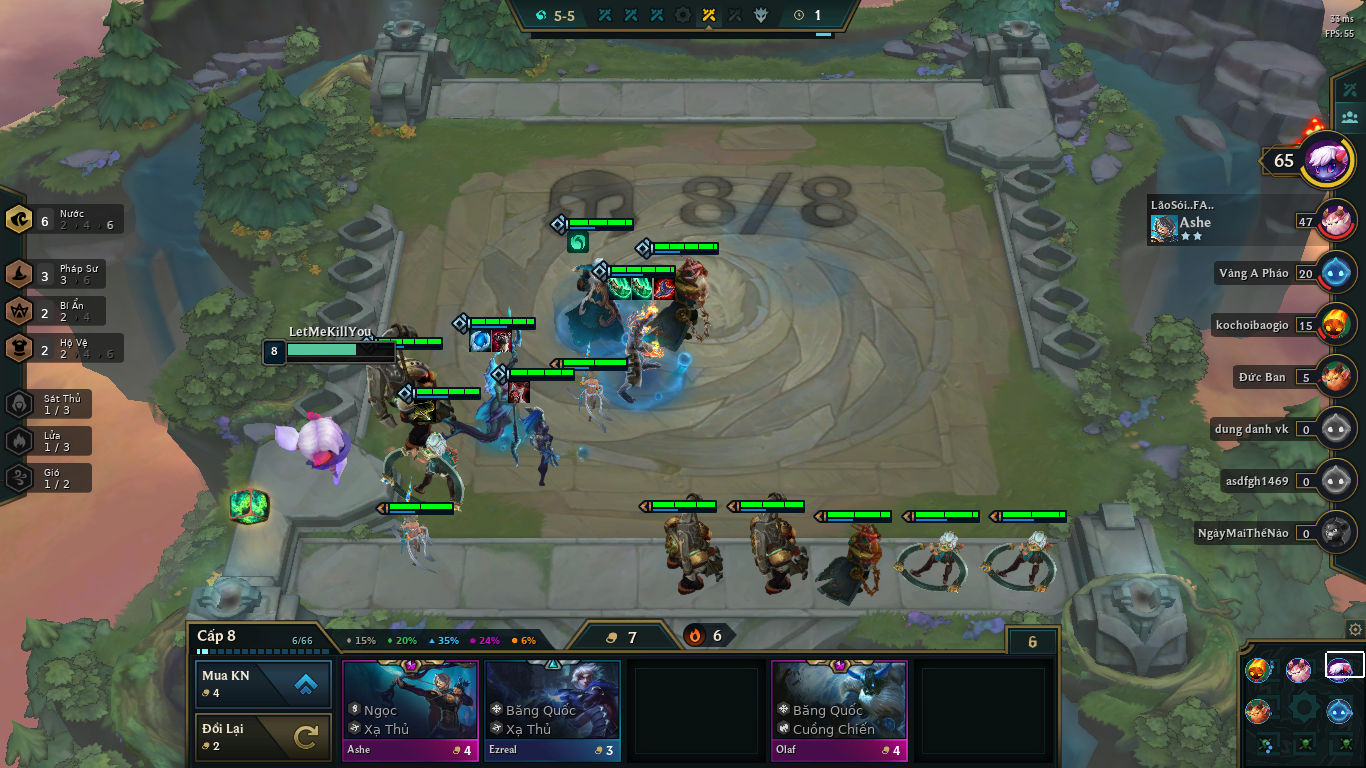 5-5
1
33 ms
FPS: 55
8/8
65
LãoSói..FA..
Ashe
47
Vàng A Pháo 20
kochoibaogio 15
Đức Ban 5
dung danh vk 0
asdfgh1469 0
NgàyMaiThếNào 0
6 Nước
2 4 6
3 Pháp Sư
3 6
2 Bí Ẩn
2 4
2 Hộ Vệ
2 4 6
Sát Thủ
1 / 3
Lửa
1 / 3
Gió
1 / 2
LetMeKillYou
8
Cấp 8 6/66
15% 20% 35% 24% 6%
7
6
6
Mua KN
4
Đổi Lại
2
Ngọc
Xạ Thủ
Ashe 4
Băng Quốc
Xạ Thủ
Ezreal 3
Băng Quốc
Cuồng Chiến
Olaf 4